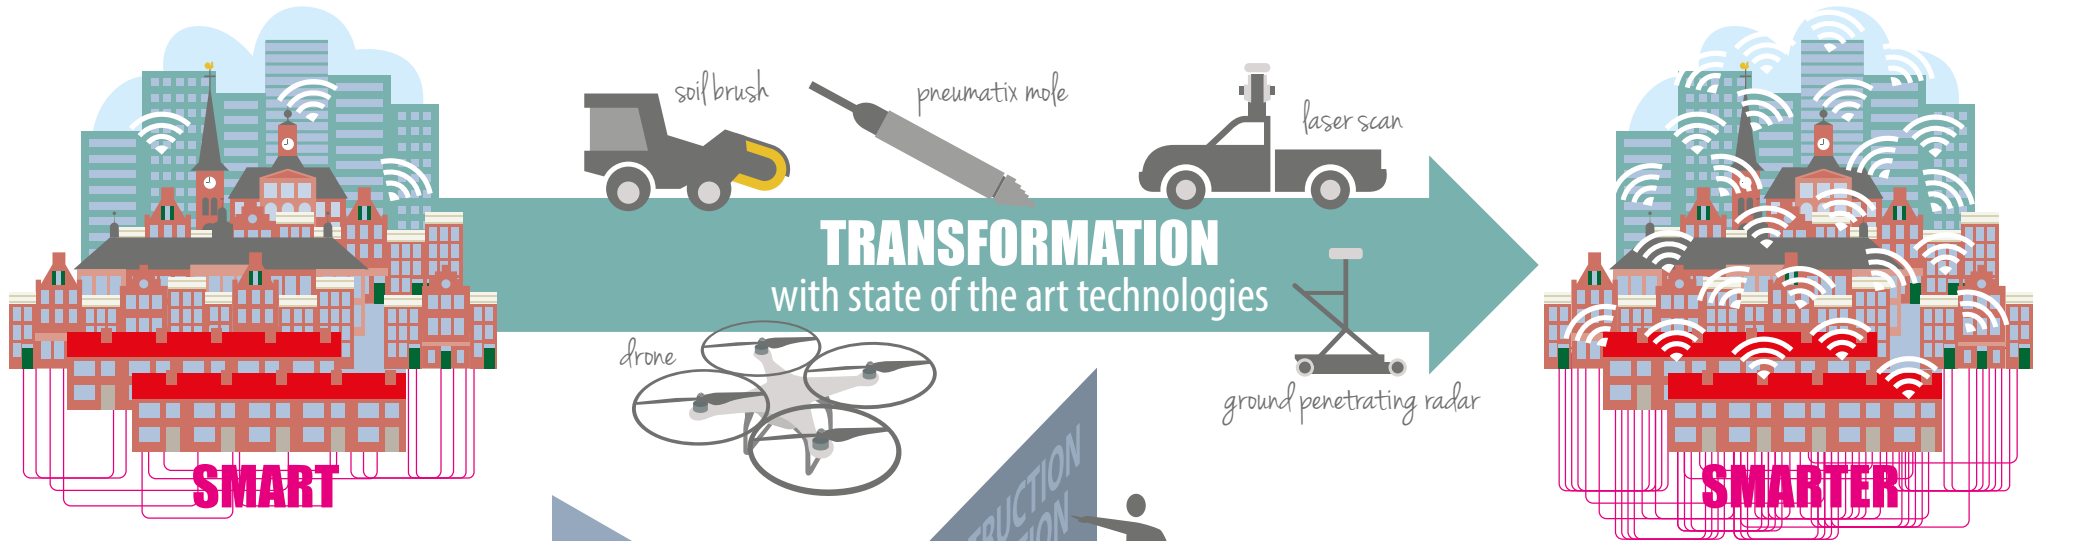 soil brush
pneumatix mole
laser scan
TRANSFORMATION
with state of the art technologies
drone
ground penetrating radar
SMART
SMARTER